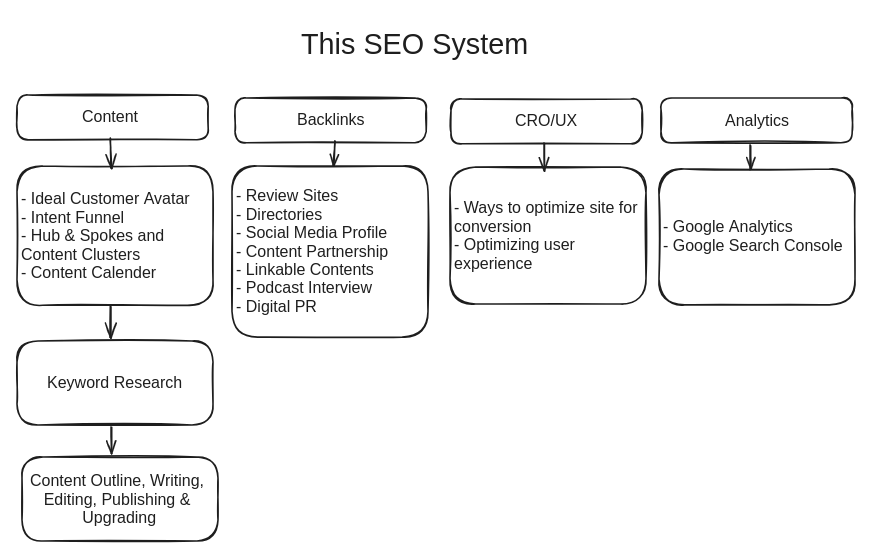 This SEO System
Content
- Ideal Customer Avatar
- Intent Funnel
- Hub & Spokes and
Content Clusters
- Content Calender
Keyword Research
Content Outline, Writing,
Editing, Publishing &
Upgrading
Backlinks
- Review Sites
- Directories
- Social Media Profile
- Content Partnership
- Linkable Contents
- Podcast Interview
- Digital PR
CRO/UX
- Ways to optimize site for
conversion
- Optimizing user
experience
Analytics
- Google Analytics
- Google Search Console